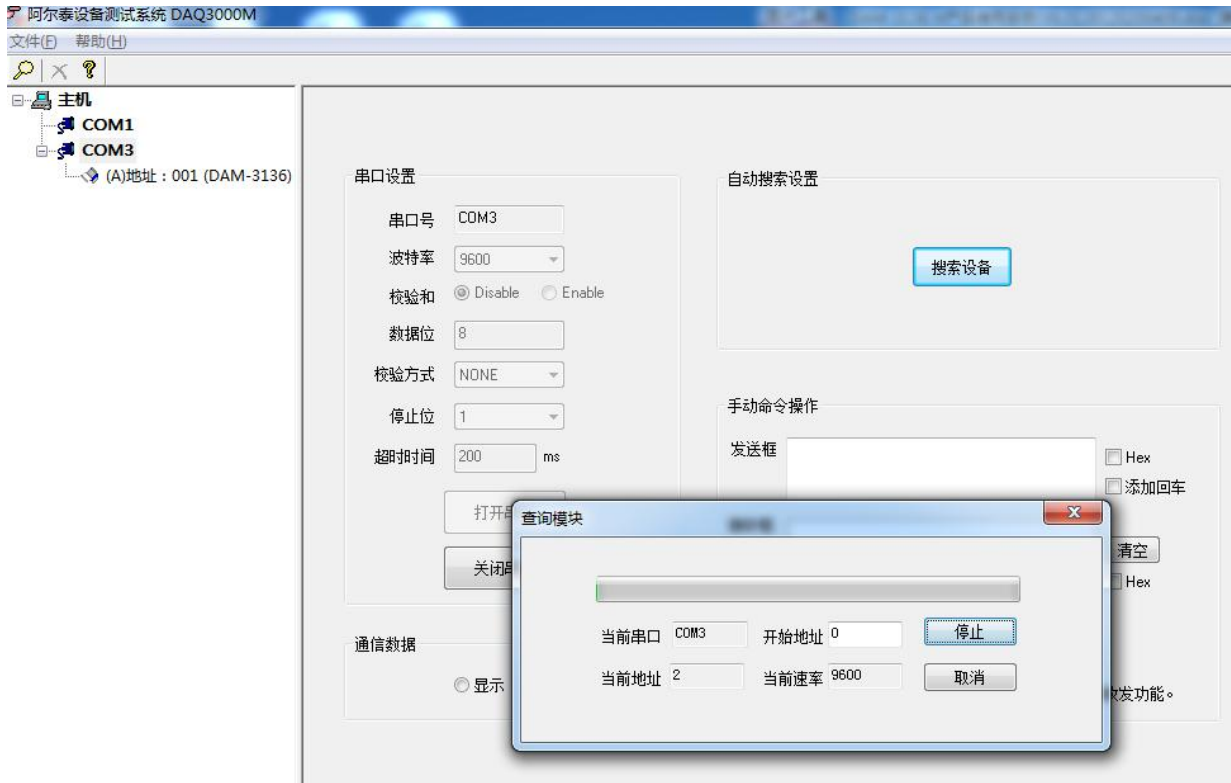 阿尔泰设备测试系统 DAQ3000M
文件(F) 帮助(H)
主机
COM1
COM3
(A)地址：001 (DAM-3136)
串口设置
串口号 COM3
波特率 9600
校验和 Disable Enable
数据位 8
校验方式 NONE
停止位 1
超时时间 200 ms
打开
关闭
通信数据
显示
自动搜索设置
搜索设备
手动命令操作
发送框
Hex
添加回车
清空
Hex
发功能。
查询模块
当前串口 COM3 开始地址 0 停止
当前地址 2 当前速率 9600 取消